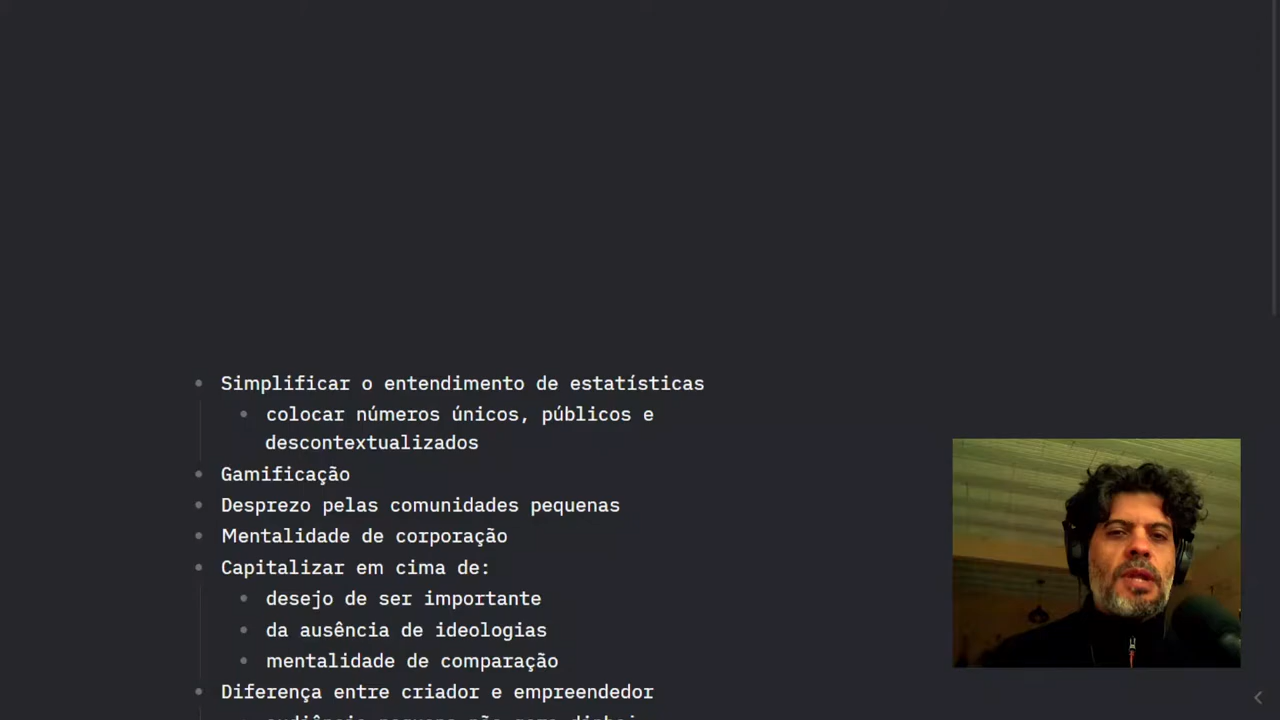 Simplificar o entendimento de estatísticas
colocar números únicos, públicos e
descontextualizados
Gamificação
Desprezo pelas comunidades pequenas
Mentalidade de corporação
Capitalizar em cima de:
desejo de ser importante
da ausência de ideologias
mentalidade de comparação
Diferença entre criador e empreendedor